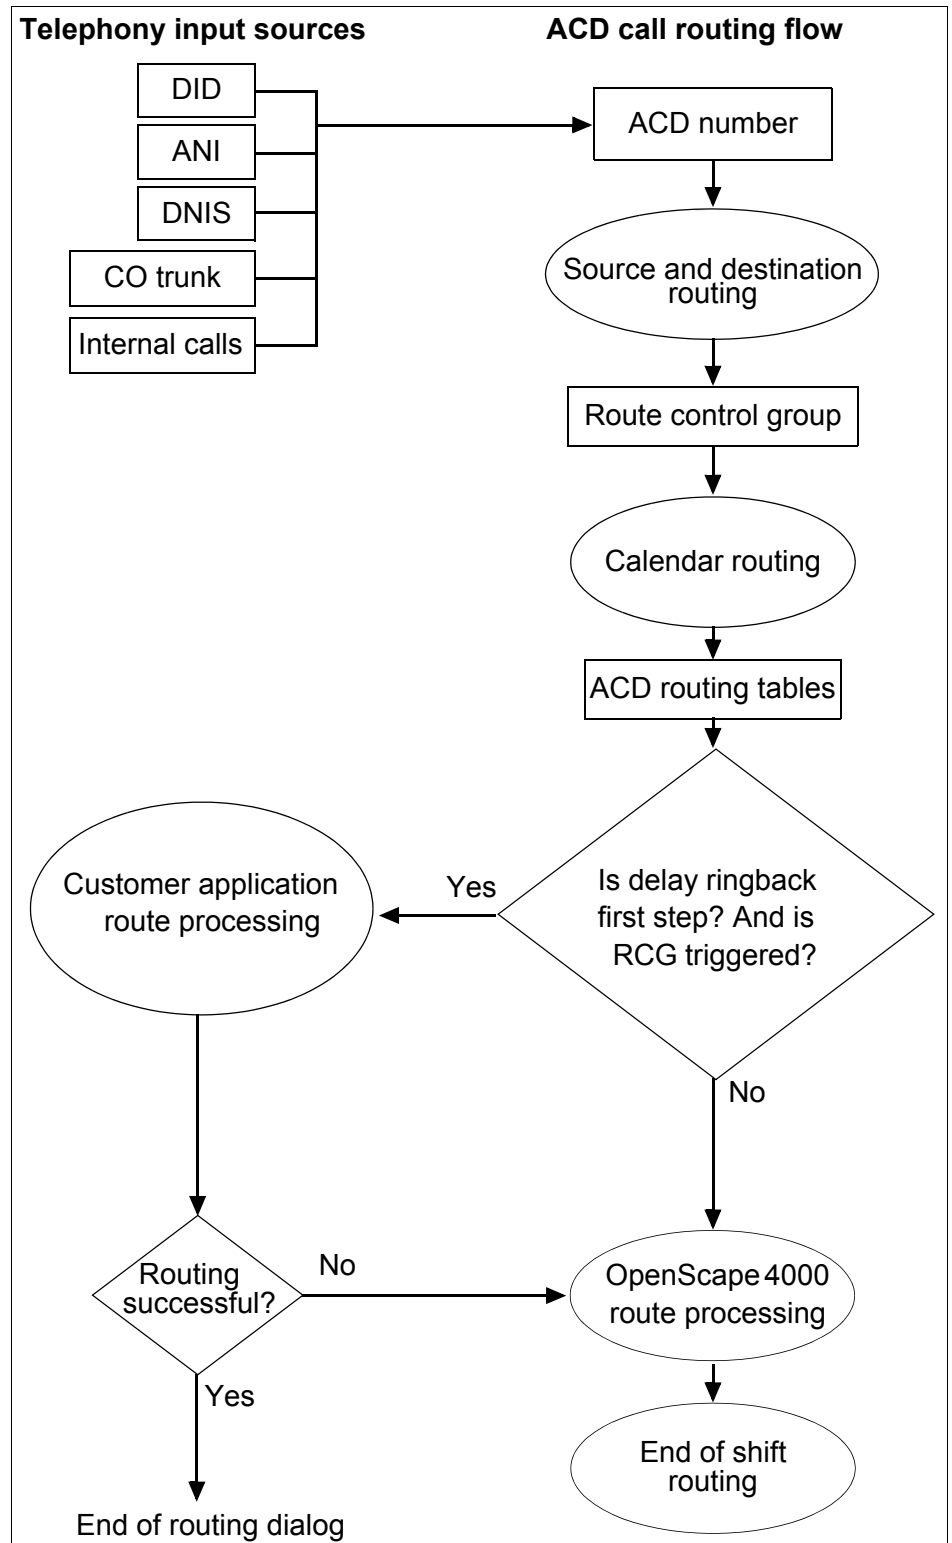 Telephony input sources
ACD call routing flow
DID
ANI
DNIS
CO trunk
Internal calls
ACD number
Source and destination
routing
Route control group
Calendar routing
ACD routing tables
Is delay ringback
first step? And is
RCG triggered?
Yes
No
Customer application
route processing
Routing
successful?
No
Yes
OpenScape 4000
route processing
End of shift
routing
End of routing dialog